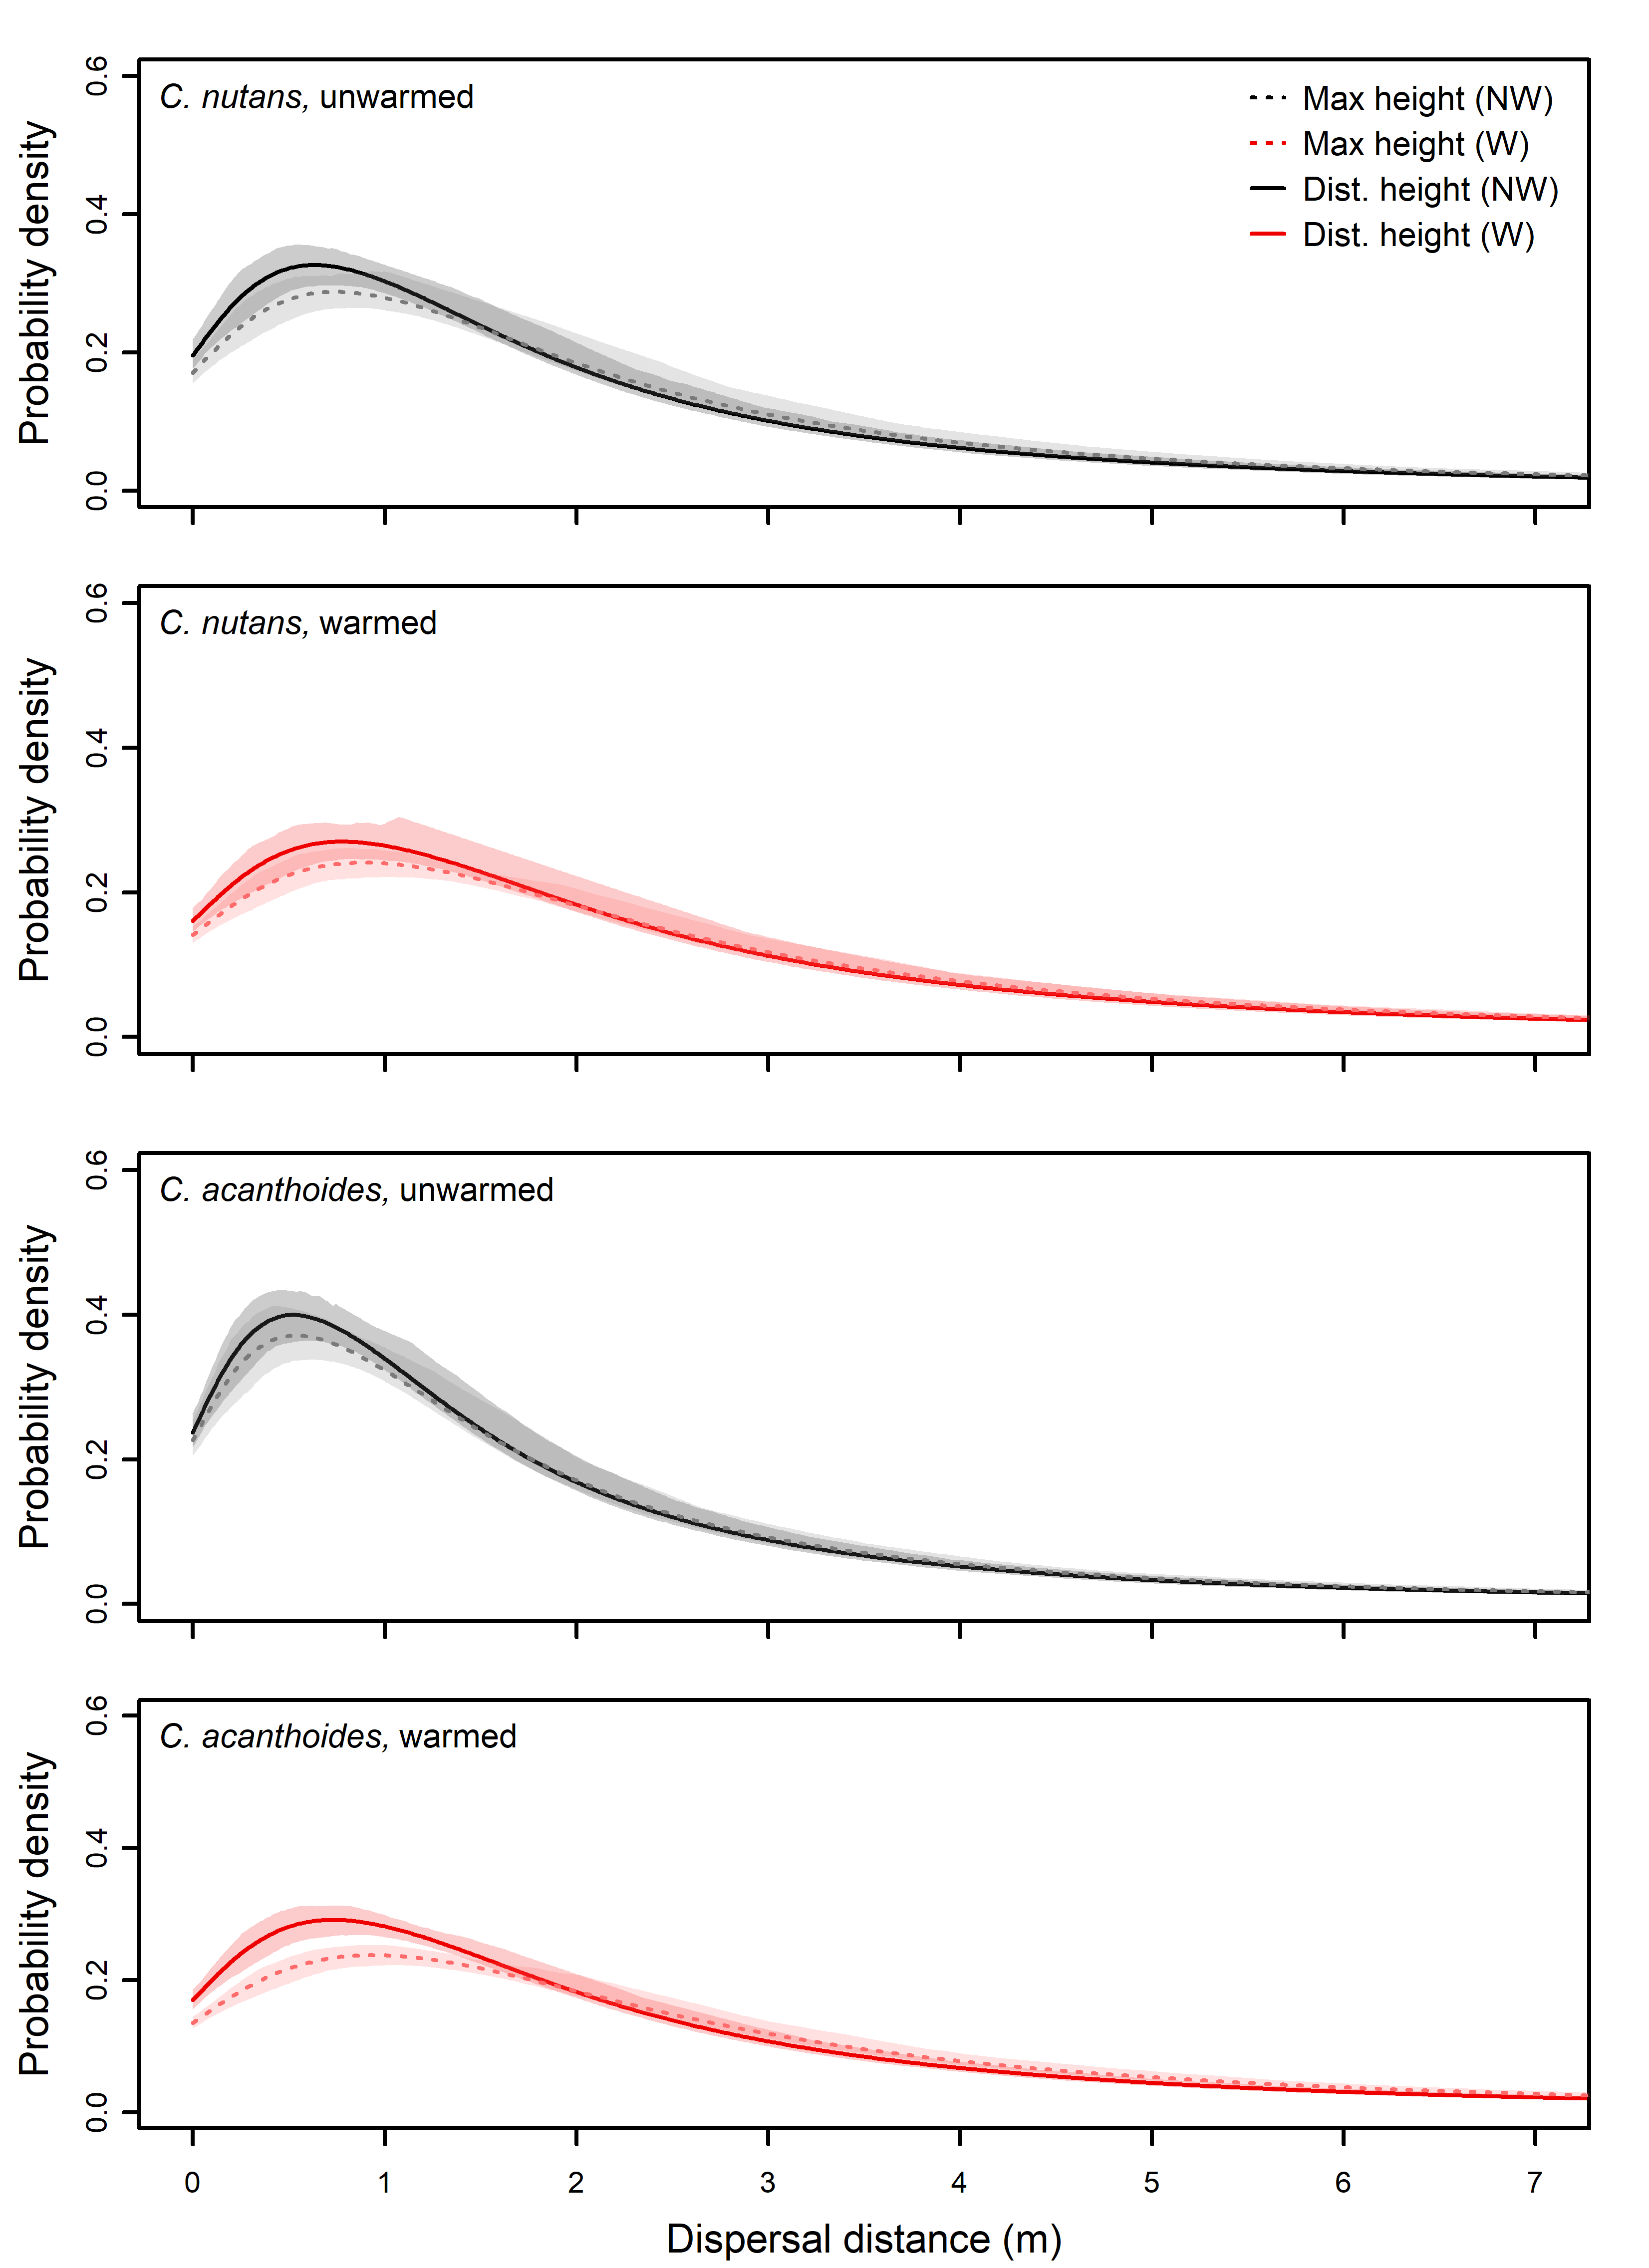 C. nutans, unwarmed
Max height (NW)
Max height (W)
Dist. height (NW)
Dist. height (W)
Probability density
0.6
0.4
0.2
0.0
C. nutans, warmed
Probability density
0.6
0.4
0.2
0.0
C. acanthoides, unwarmed
Probability density
0.6
0.4
0.2
0.0
C. acanthoides, warmed
Probability density
0.6
0.4
0.2
0.0
0 1 2 3 4 5 6 7
Dispersal distance (m)